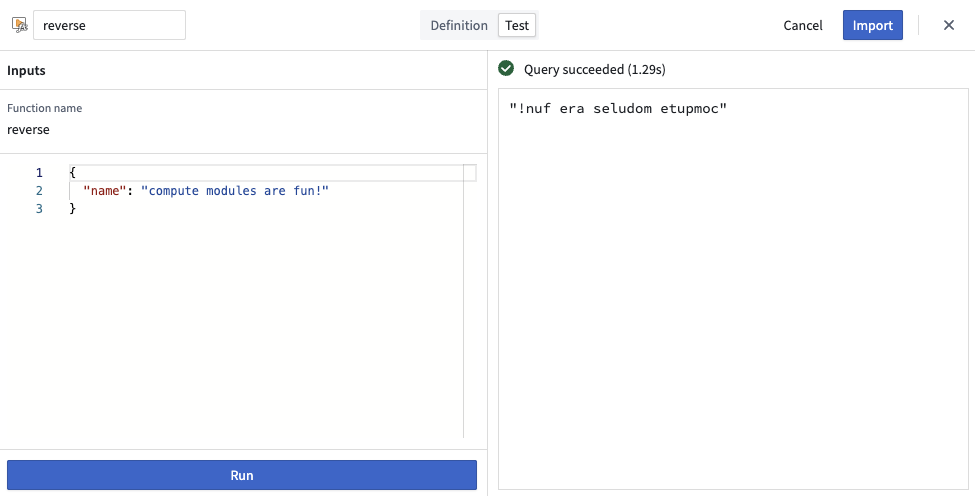 reverse
Definition
Test
Cancel
Import
Inputs
Function name
reverse
1 {
2 "name": "compute modules are fun!"
3 }
Run
Query succeeded (1.29s)
"!nuf era seludom etupmoc"